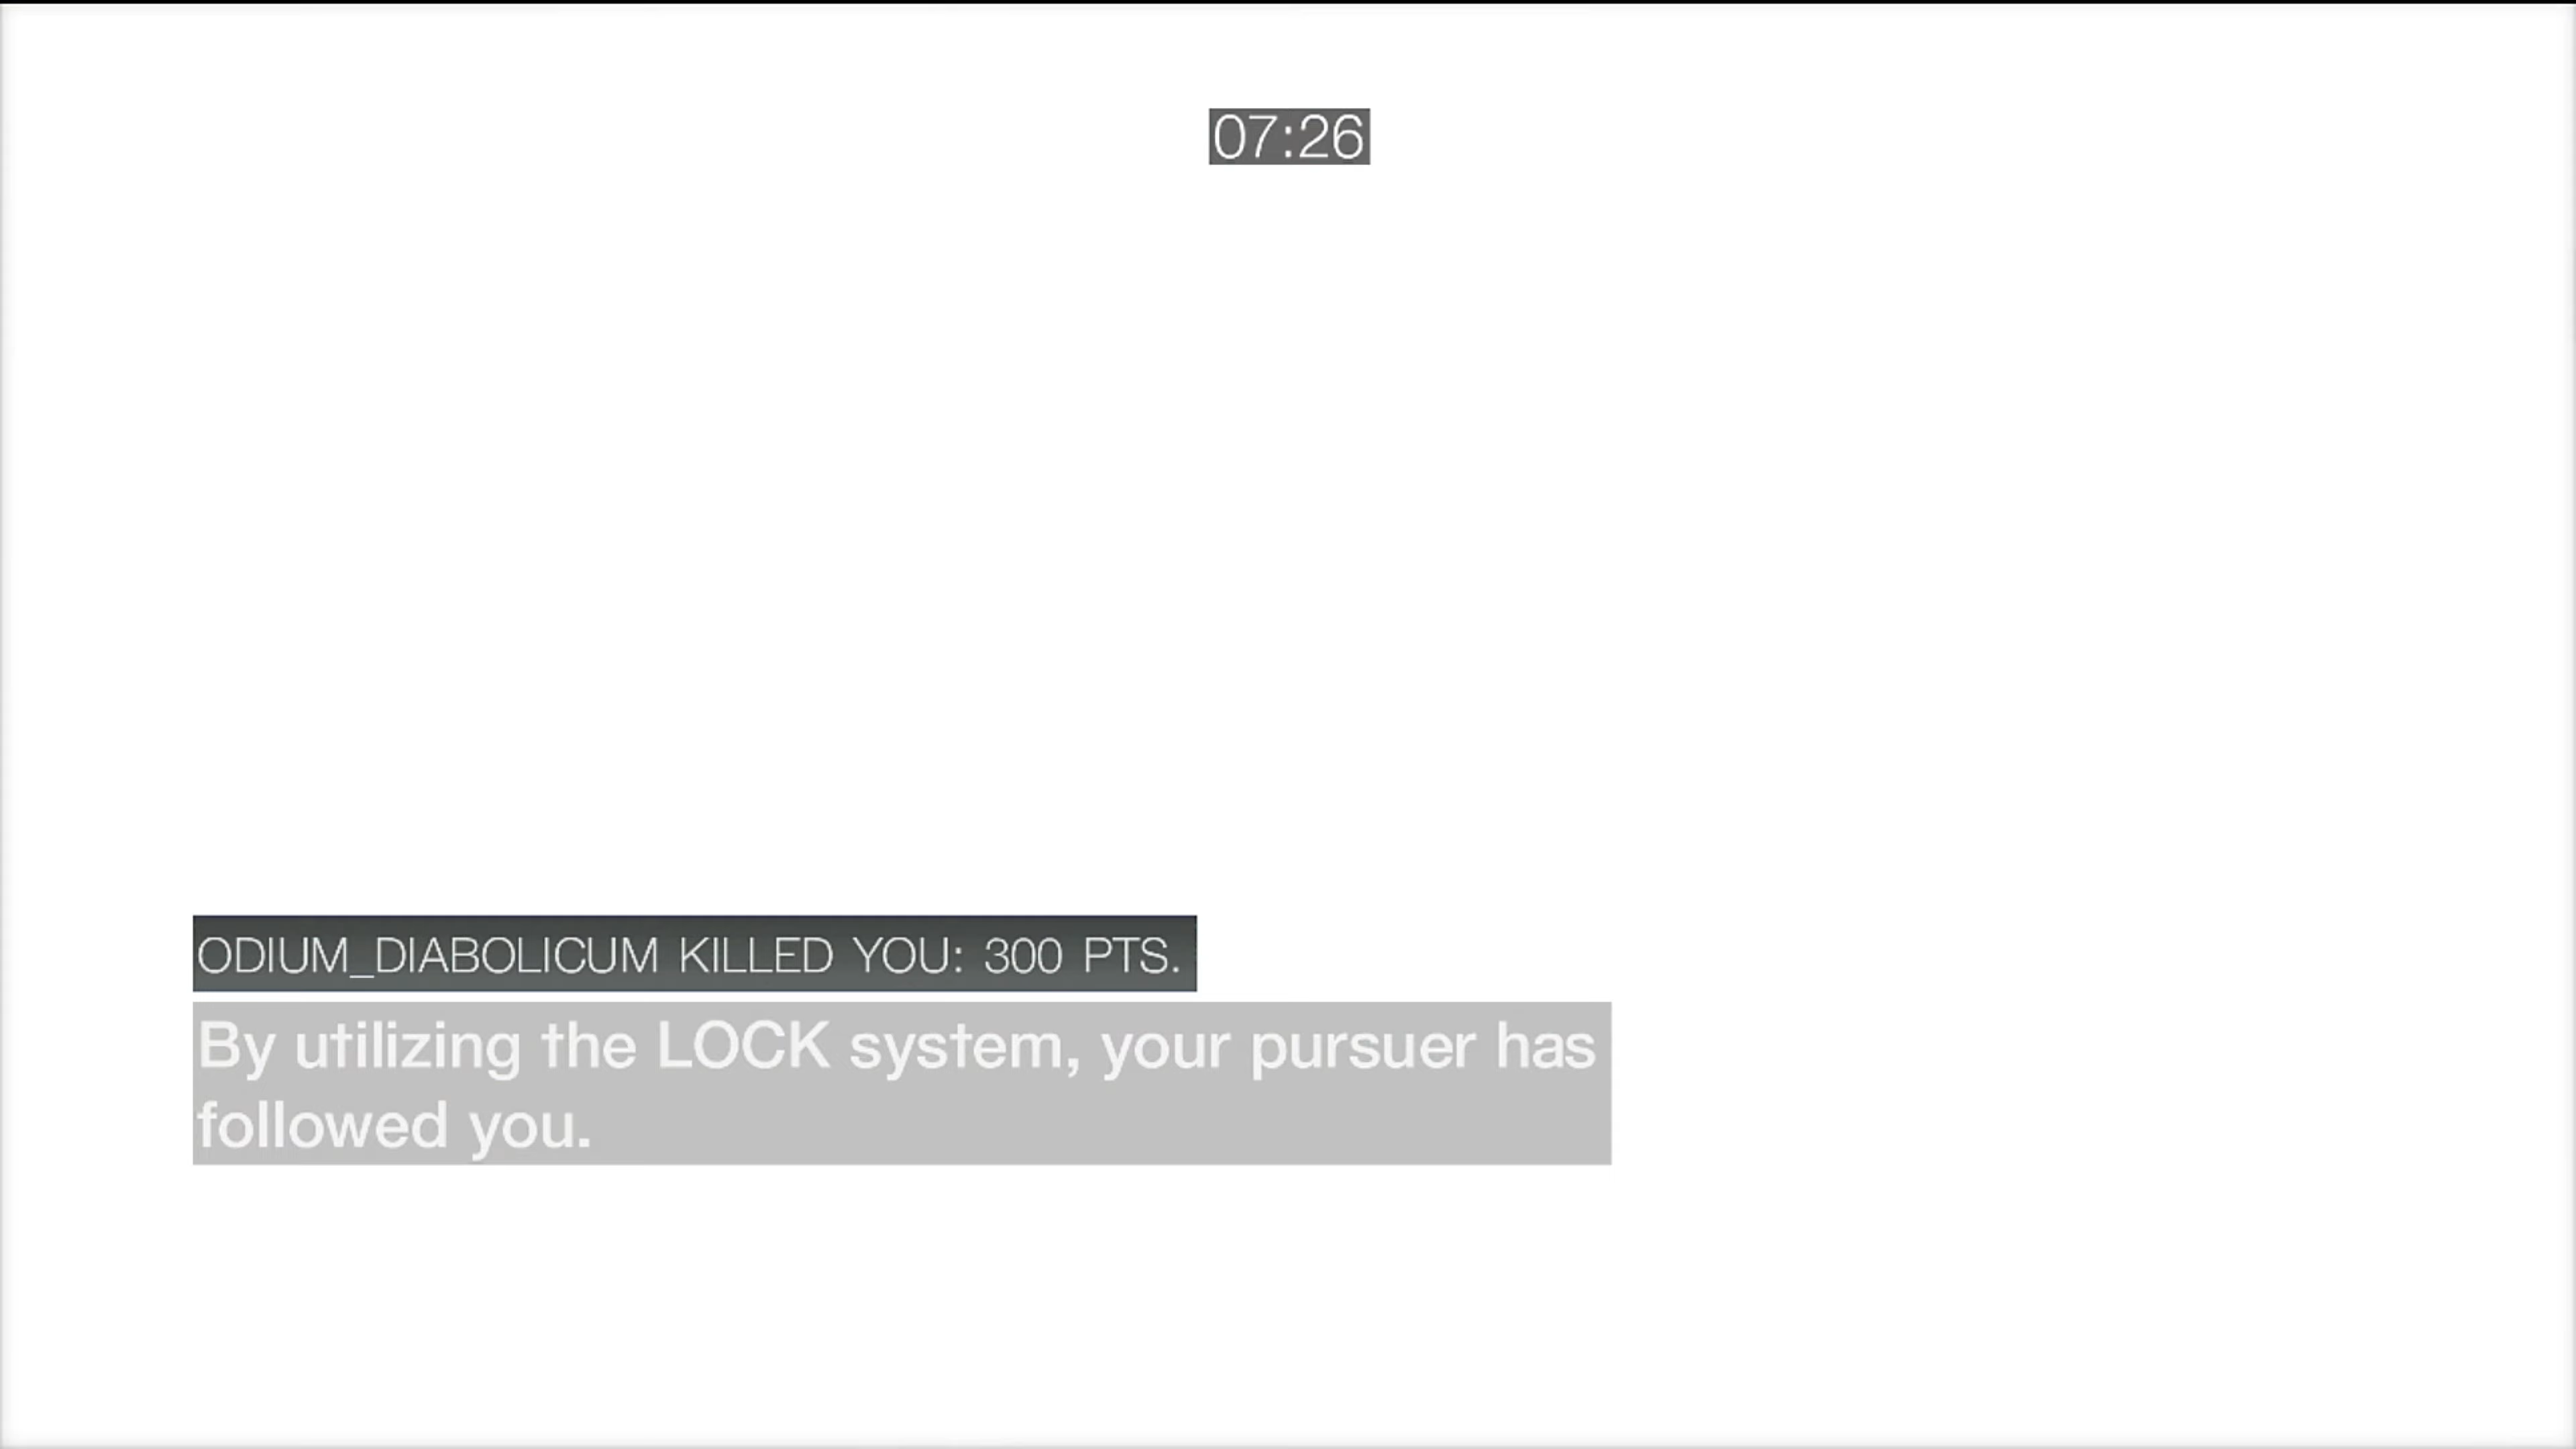 07:26
ODIUM_DIABOLICUM KILLED YOU: 300 PTS.
By utilizing the LOCK system, your pursuer has
followed you.